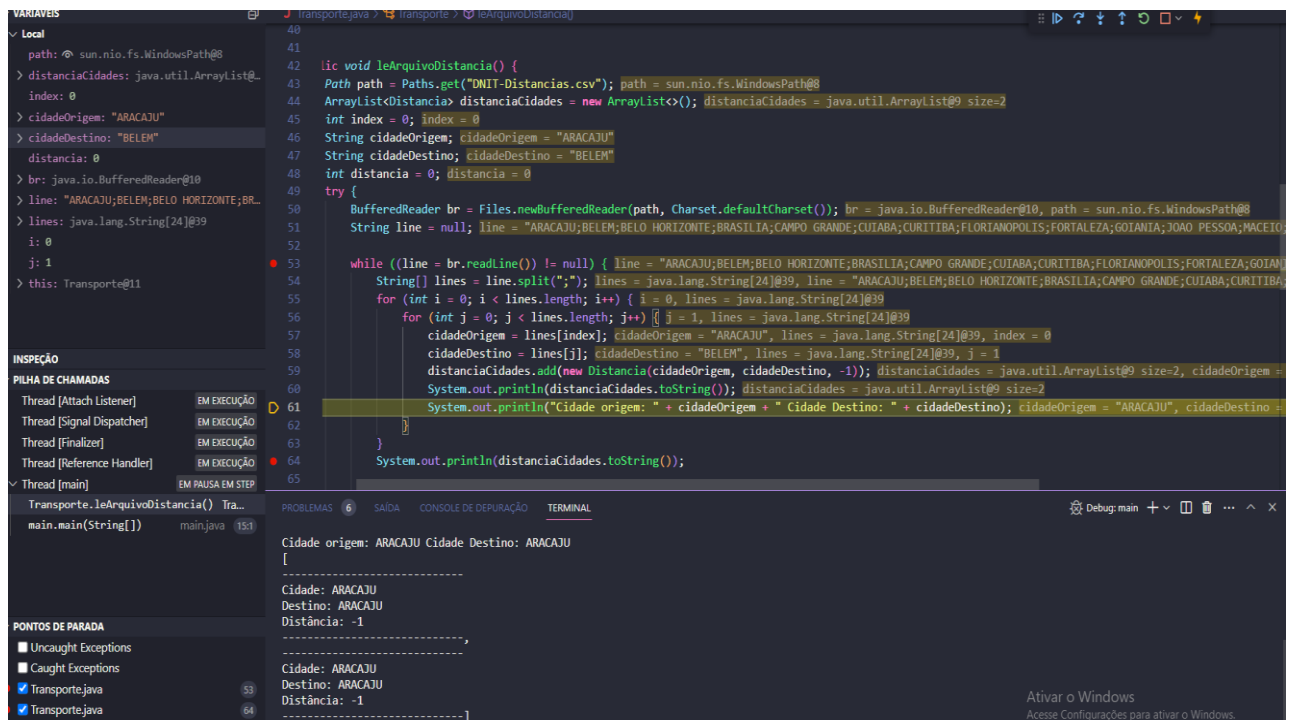 VARIÁVEIS
Local
path: sun.nio.fs.WindowsPath@8
distanciaCidades: java.util.ArrayList@…
index: 0
cidadeOrigem: "ARACAJU"
cidadeDestino: "BELEM"
distancia: 0
br: java.io.BufferedReader@10
line: "ARACAJU;BELEM;BELO HORIZONTE;BR…
lines: java.lang.String[24]@39
i: 0
j: 1
this: Transporte@11
INSPEÇÃO
PILHA DE CHAMADAS
Thread [Attach Listener] EM EXECUÇÃO
Thread [Signal Dispatcher] EM EXECUÇÃO
Thread [Finalizer] EM EXECUÇÃO
Thread [Reference Handler] EM EXECUÇÃO
Thread [main] EM PAUSA EM STEP
Transporte.leArquivoDistancia() Tra...
main.main(String[]) main.java 15:1
PONTOS DE PARADA
Uncaught Exceptions
Caught Exceptions
Transporte.java 53
Transporte.java 64
Transporte.java > Transporte > leArquivoDistancia()
40
41
42 lic void leArquivoDistancia() {
43 Path path = Paths.get("DNIT-Distancias.csv"); path = sun.nio.fs.WindowsPath@8
44 ArrayList<Distancia> distanciaCidades = new ArrayList<>(); distanciaCidades = java.util.ArrayList@9 size=2
45 int index = 0; index = 0
46 String cidadeOrigem; cidadeOrigem = "ARACAJU"
47 String cidadeDestino; cidadeDestino = "BELEM"
48 int distancia = 0; distancia = 0
49 try {
50 BufferedReader br = Files.newBufferedReader(path, Charset.defaultCharset()); br = java.io.BufferedReader@10, path = sun.nio.fs.WindowsPath@8
51 String line = null; line = "ARACAJU;BELEM;BELO HORIZONTE;BRASILIA;CAMPO GRANDE;CUIABA;CURITIBA;FLORIANOPOLIS;FORTALEZA;GOIANIA;JOAO PESSOA;MACEIO;
52
53 while ((line = br.readLine()) != null) { line = "ARACAJU;BELEM;BELO HORIZONTE;BRASILIA;CAMPO GRANDE;CUIABA;CURITIBA;FLORIANOPOLIS;FORTALEZA;GOIAN
54 String[] lines = line.split(";"); lines = java.lang.String[24]@39, line = "ARACAJU;BELEM;BELO HORIZONTE;BRASILIA;CAMPO GRANDE;CUIABA;CURITIBA;
55 for (int i = 0; i < lines.length; i++) { i = 0, lines = java.lang.String[24]@39
56 for (int j = 0; j < lines.length; j++) { j = 1, lines = java.lang.String[24]@39
57 cidadeOrigem = lines[index]; cidadeOrigem = "ARACAJU", lines = java.lang.String[24]@39, index = 0
58 cidadeDestino = lines[j]; cidadeDestino = "BELEM", lines = java.lang.String[24]@39, j = 1
59 distanciaCidades.add(new Distancia(cidadeOrigem, cidadeDestino, -1)); distanciaCidades = java.util.ArrayList@9 size=2, cidadeOrigem =
60 System.out.println(distanciaCidades.toString()); distanciaCidades = java.util.ArrayList@9 size=2
61 System.out.println("Cidade origem: " + cidadeOrigem + " Cidade Destino: " + cidadeDestino); cidadeOrigem = "ARACAJU", cidadeDestino =
62 }
63 }
64 System.out.println(distanciaCidades.toString());
65
PROBLEMAS 6 SAÍDA CONSOLE DE DEPURAÇÃO TERMINAL Debug: main
Cidade origem: ARACAJU Cidade Destino: ARACAJU
[
----------------------------
Cidade: ARACAJU
Destino: ARACAJU
Distância: -1
----------------------------,
----------------------------
Cidade: ARACAJU
Destino: ARACAJU
Distância: -1
----------------------------]
Ativar o Windows
Acesse Configurações para ativar o Windows.